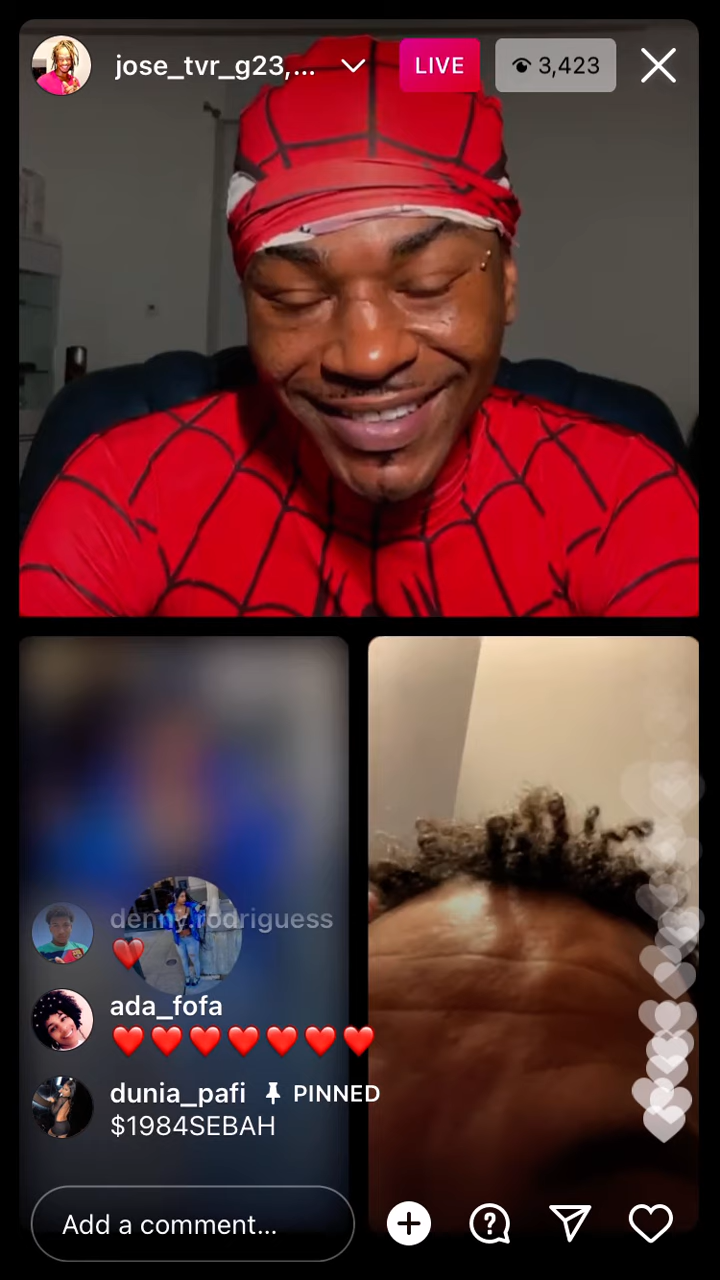 jose_tvr_g23,...
LIVE
3,423
denny.rodriguess
❤️
ada_fofa
❤️❤️❤️❤️❤️❤️❤️
dunia_pafi PINNED
$1984SEBAH
Add a comment...